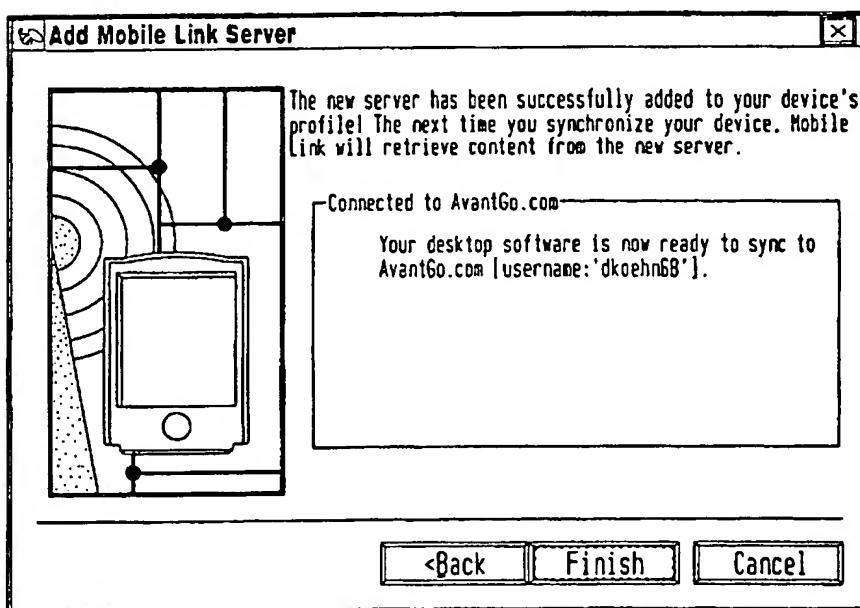 Add Mobile Link Server
The new server has been successfully added to your device's
profile! The next time you synchronize your device. Mobile
Link will retrieve content from the new server.
Connected to AvantGo.com
Your desktop software is now ready to sync to
AvantGo.com [username:'dkoehn68'].
<Back
Finish
Cancel